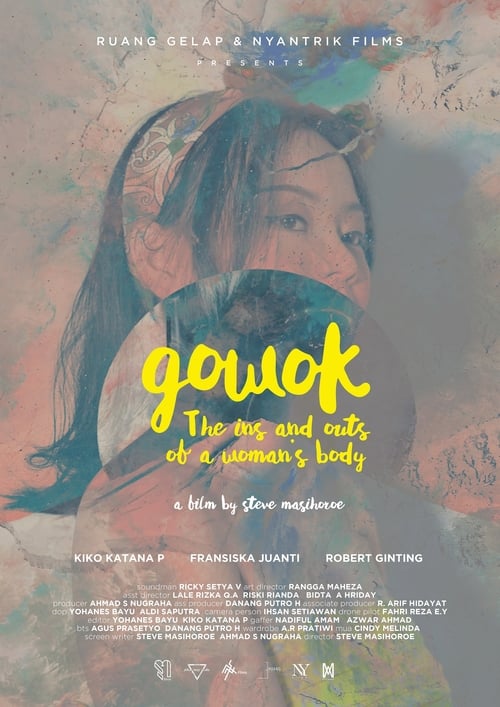 RUANG GELAP & NYANTRIK FILMS
PRESENTS
gowok
The ins and outs
of a woman's body
a film by steve masihoroe
KIKO KATANA P FRANSISKA JUANTI ROBERT GINTING
soundman RICKY SETYA V art director RANGGA MAHEZA
asst director LALE RIZKA Q.A RISKI RIANDA BIDTA A HRIDAY
producer AHMAD S NUGRAHA ass producer DANANG PUTRO H associate producer R. ARIF HIDAYAT
dop YOHANES BAYU ALDI SAPUTRA camera person IHSAN SETIAWAN drone pilot FAHRI REZA E.Y
editor YOHANES BAYU KIKO KATANA P gaffer NADIFUL AMAM AZWAR AHMAD
bts AGUS PRASETYO DANANG PUTRO H wardrobe A.R PRATIWI mua CINDY MELINDA
screen writer STEVE MASIHOROE AHMAD S NUGRAHA director STEVE MASIHOROE